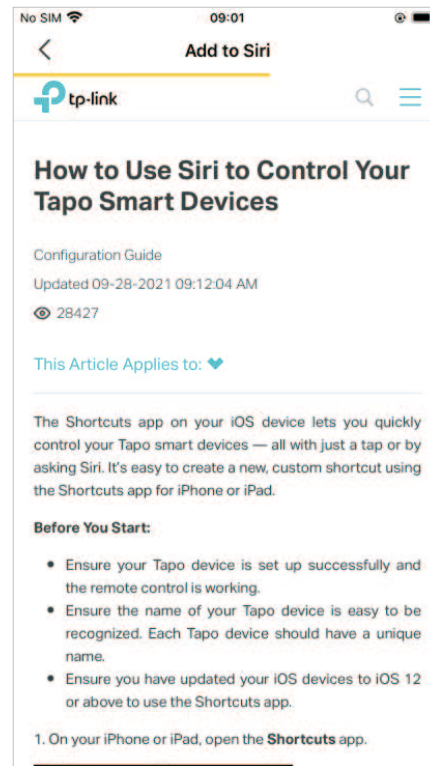 No SIM 09:01
Add to Siri
tp-link
How to Use Siri to Control Your
Tapo Smart Devices
Configuration Guide
Updated 09-28-2021 09:12:04 AM
28427
This Article Applies to:
The Shortcuts app on your iOS device lets you quickly
control your Tapo smart devices — all with just a tap or by
asking Siri. It's easy to create a new, custom shortcut using
the Shortcuts app for iPhone or iPad.
Before You Start:
• Ensure your Tapo device is set up successfully and
the remote control is working.
• Ensure the name of your Tapo device is easy to be
recognized. Each Tapo device should have a unique
name.
• Ensure you have updated your iOS devices to iOS 12
or above to use the Shortcuts app.
1. On your iPhone or iPad, open the Shortcuts app.